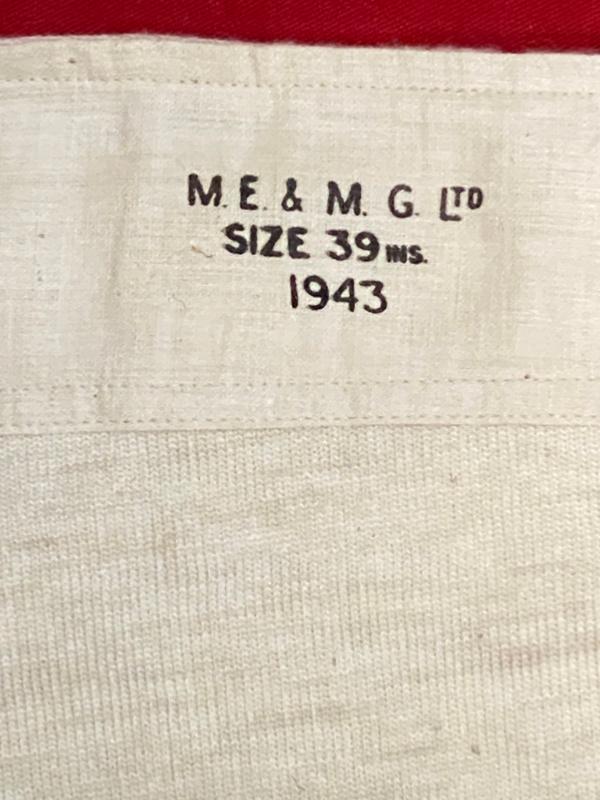 M. E. & M. G. LTD
SIZE 39 INS.
1943